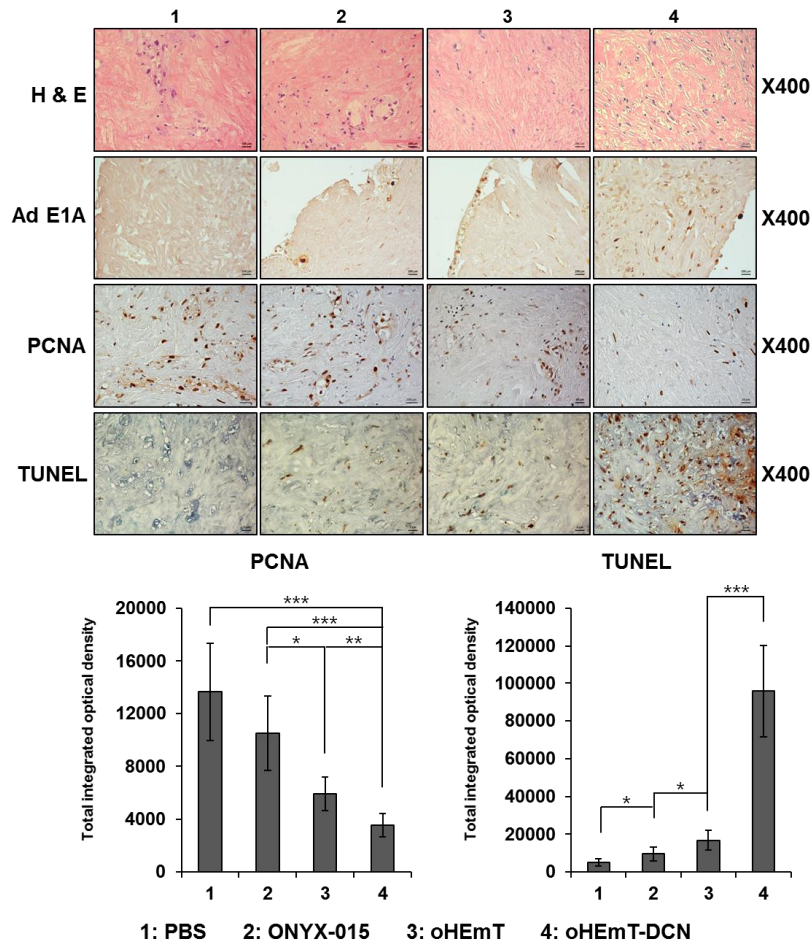 1 2 3 4
H & E X400
Ad E1A X400
PCNA X400
TUNEL X400
PCNA TUNEL
Total integrated optical density
20000
16000
12000
8000
4000
0
***
***
* **
1 2 3 4
Total integrated optical density
140000
120000
100000
80000
60000
40000
20000
0
***
*
*
1 2 3 4
1: PBS 2: ONYX-015 3: oHEmT 4: oHEmT-DCN